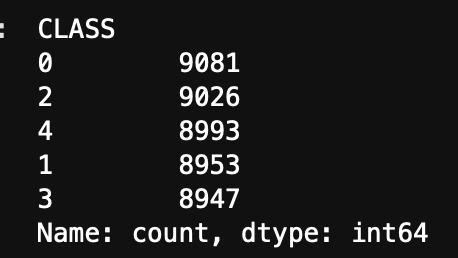 : CLASS
0 9081
2 9026
4 8993
1 8953
3 8947
Name: count, dtype: int64